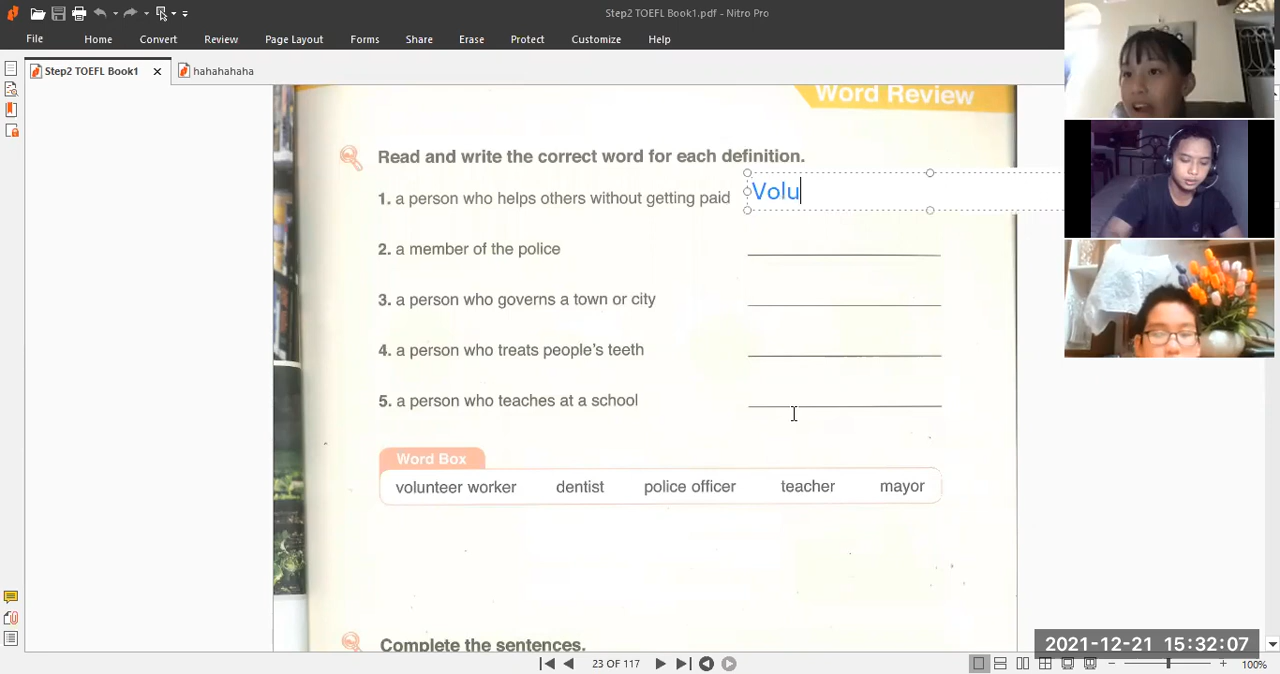 Step2 TOEFL Book1.pdf - Nitro Pro
File Home Convert Review Page Layout Forms Share Erase Protect Customize Help
Step2 TOEFL Book1 hahahahaha
Word Review
Read and write the correct word for each definition.
1. a person who helps others without getting paid Volu
2. a member of the police
3. a person who governs a town or city
4. a person who treats people's teeth
5. a person who teaches at a school
Word Box
volunteer worker dentist police officer teacher mayor
Complete the sentences.
2021-12-21 15:32:07
23 OF 117 100%